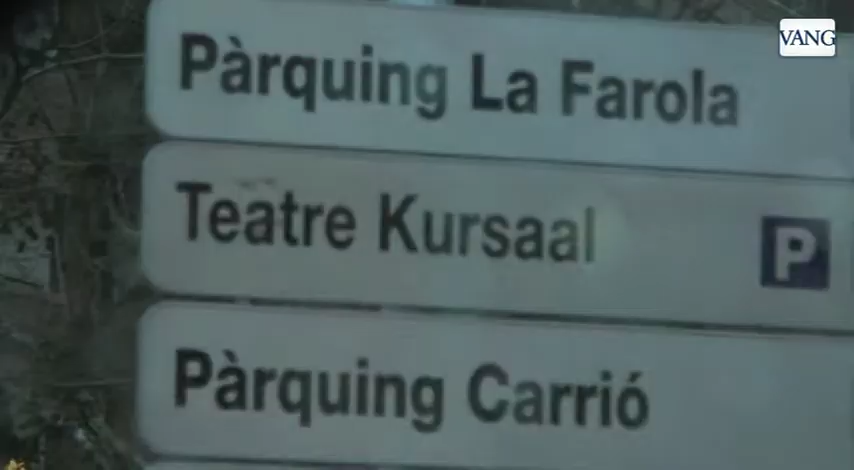 VANG
Pàrquing La Farola
Teatre Kursaal
P
Pàrquing Carrió